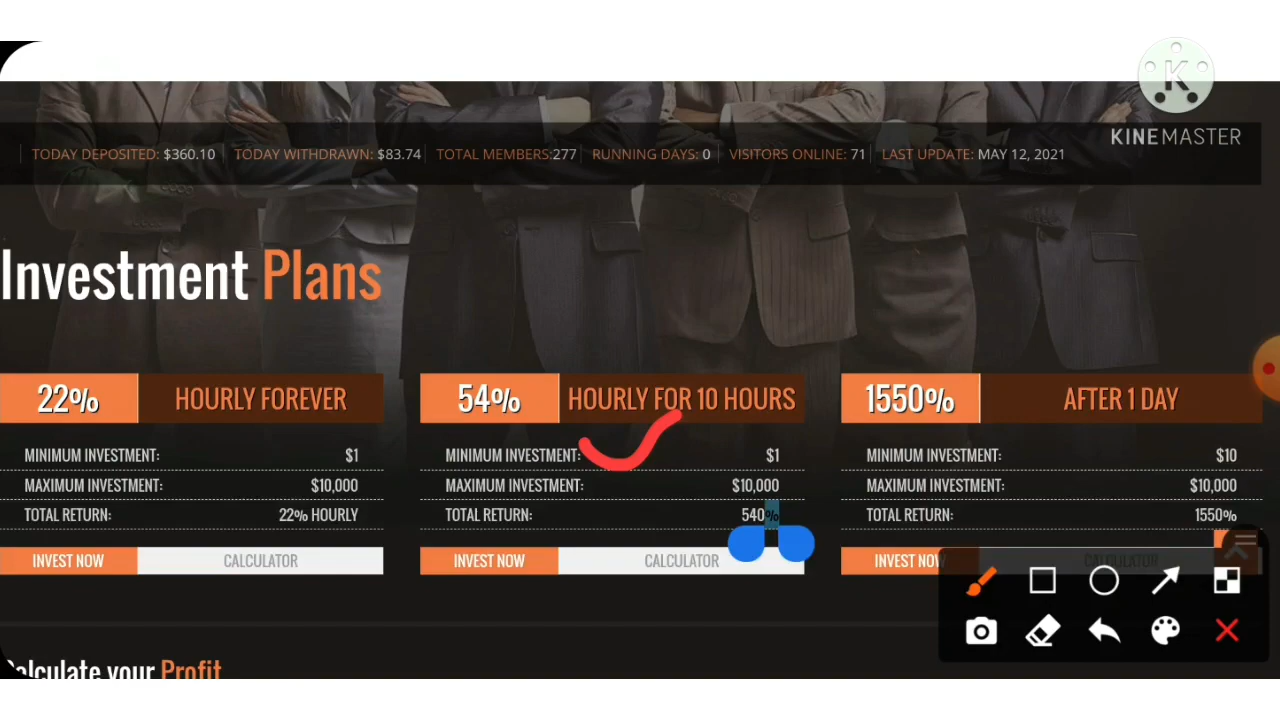 KINEMASTER
TODAY DEPOSITED: $360.10 TODAY WITHDRAWN: $83.74 TOTAL MEMBERS:277 RUNNING DAYS: 0 VISITORS ONLINE: 71 LAST UPDATE: MAY 12, 2021
Investment Plans
22% HOURLY FOREVER
MINIMUM INVESTMENT: $1
MAXIMUM INVESTMENT: $10,000
TOTAL RETURN: 22% HOURLY
INVEST NOW CALCULATOR
54% HOURLY FOR 10 HOURS
MINIMUM INVESTMENT: $1
MAXIMUM INVESTMENT: $10,000
TOTAL RETURN: 540%
INVEST NOW CALCULATOR
1550% AFTER 1 DAY
MINIMUM INVESTMENT: $10
MAXIMUM INVESTMENT: $10,000
TOTAL RETURN: 1550%
INVEST NOW CALCULATOR
Calculate your Profit